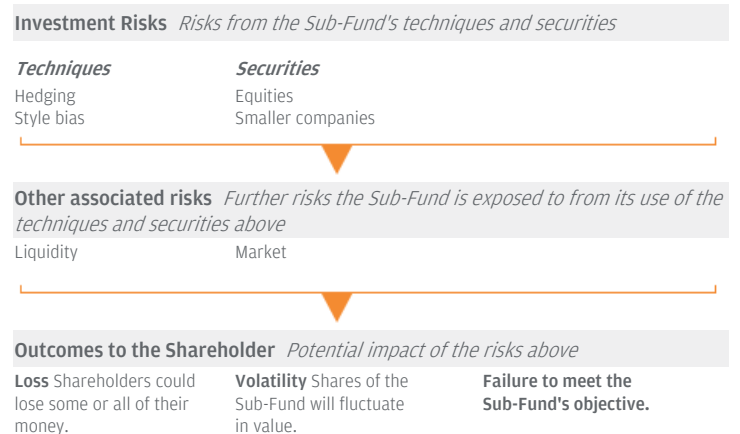 Investment Risks Risks from the Sub-Fund's techniques and securities
Techniques Securities
Hedging Equities
Style bias Smaller companies
Other associated risks Further risks the Sub-Fund is exposed to from its use of the
techniques and securities above
Liquidity Market
Outcomes to the Shareholder Potential impact of the risks above
Loss Shareholders could
lose some or all of their
money.
Volatility Shares of the
Sub-Fund will fluctuate
in value.
Failure to meet the
Sub-Fund's objective.